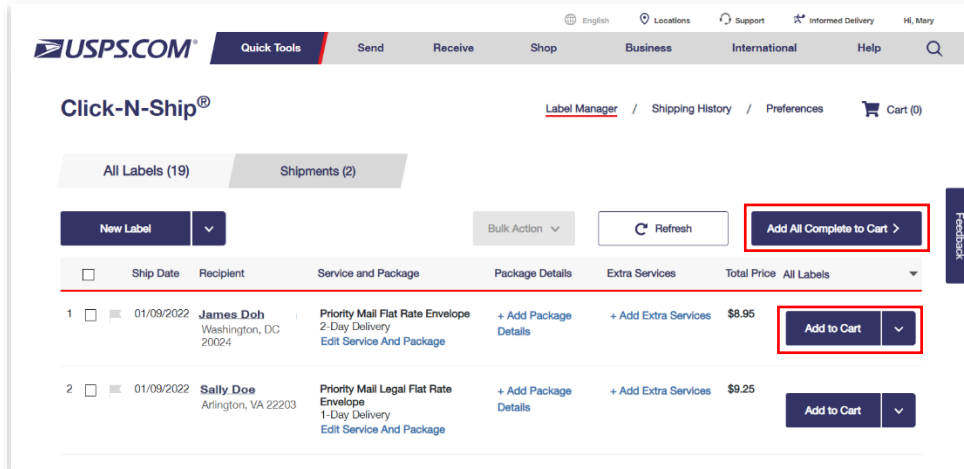 English Locations Support Informed Delivery Hi, Mary
USPS.COM® Quick Tools Send Receive Shop Business International Help
Click-N-Ship®
Label Manager / Shipping History / Preferences Cart (0)
All Labels (19) Shipments (2)
New Label Bulk Action Refresh Add All Complete to Cart >
Feedback
Ship Date Recipient Service and Package Package Details Extra Services Total Price All Labels
1 01/09/2022 James Doh Priority Mail Flat Rate Envelope + Add Package + Add Extra Services $8.95
Washington, DC 2-Day Delivery Details Add to Cart
20024 Edit Service And Package
2 01/09/2022 Sally Doe Priority Mail Legal Flat Rate + Add Package + Add Extra Services $9.25
Arlington, VA 22203 Envelope Details
1-Day Delivery Add to Cart
Edit Service And Package